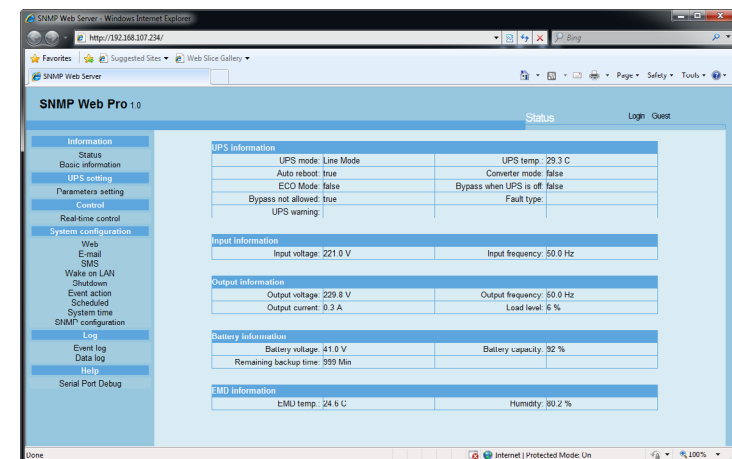 SNMP Web Server - Windows Internet Explorer
http://192.168.107.234/
Bing
Favorites Suggested Sites Web Slice Gallery
SNMP Web Server Page Safety Tools
SNMP Web Pro 1.0
Status Login Guest
Information
Status
Basic information
UPS setting
Parameters setting
Control
Real-time control
System configuration
Web
E-mail
SMS
Wake on LAN
Shutdown
Event action
Scheduled
System time
SNMP configuration
Log
Event log
Data log
Help
Serial Port Debug
UPS information
UPS mode: Line Mode UPS temp.: 29.3 C
Auto reboot: true Converter mode: false
ECO Mode: false Bypass when UPS is off: false
Bypass not allowed: true Fault type:
UPS warning:
Input information
Input voltage: 221.0 V Input frequency: 50.0 Hz
Output information
Output voltage: 229.8 V Output frequency: 50.0 Hz
Output current: 0.3 A Load level: 6 %
Battery information
Battery voltage: 41.0 V Battery capacity: 92 %
Remaining backup time: 999 Min
EMD information
EMD temp.: 24.6 C Humidity: 80.2 %
Done Internet | Protected Mode: On 100%